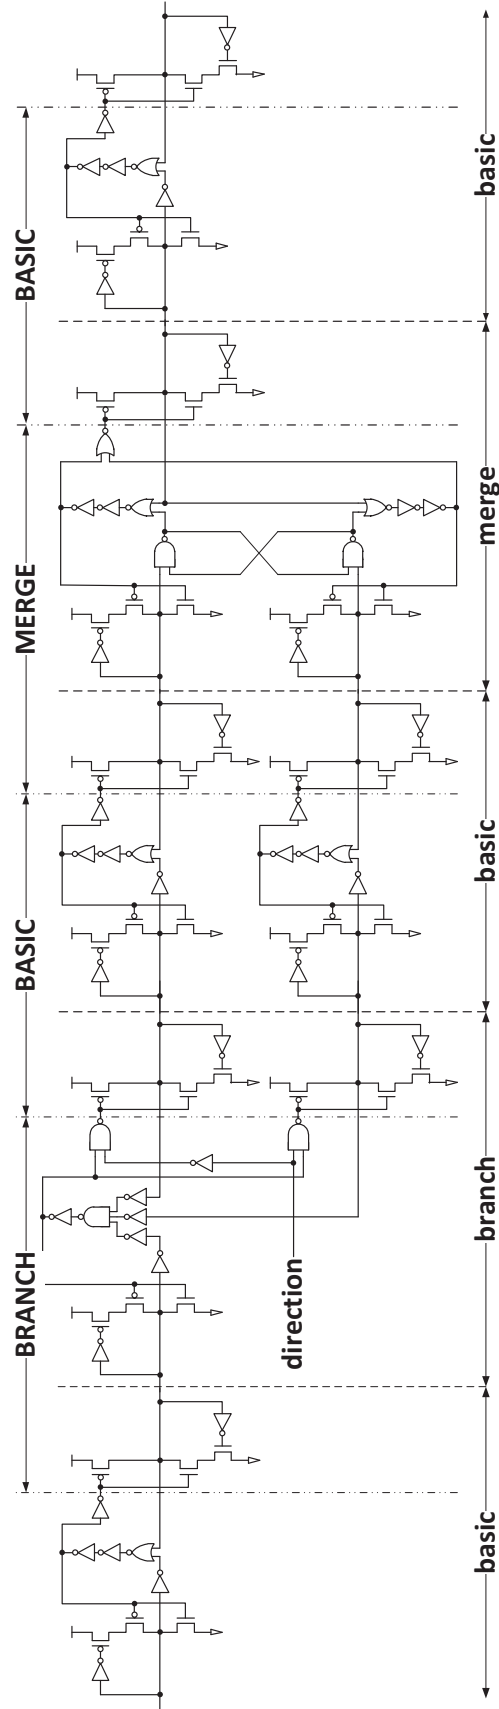 basic
BASIC
merge
MERGE
basic
BASIC
branch
BRANCH
direction
basic